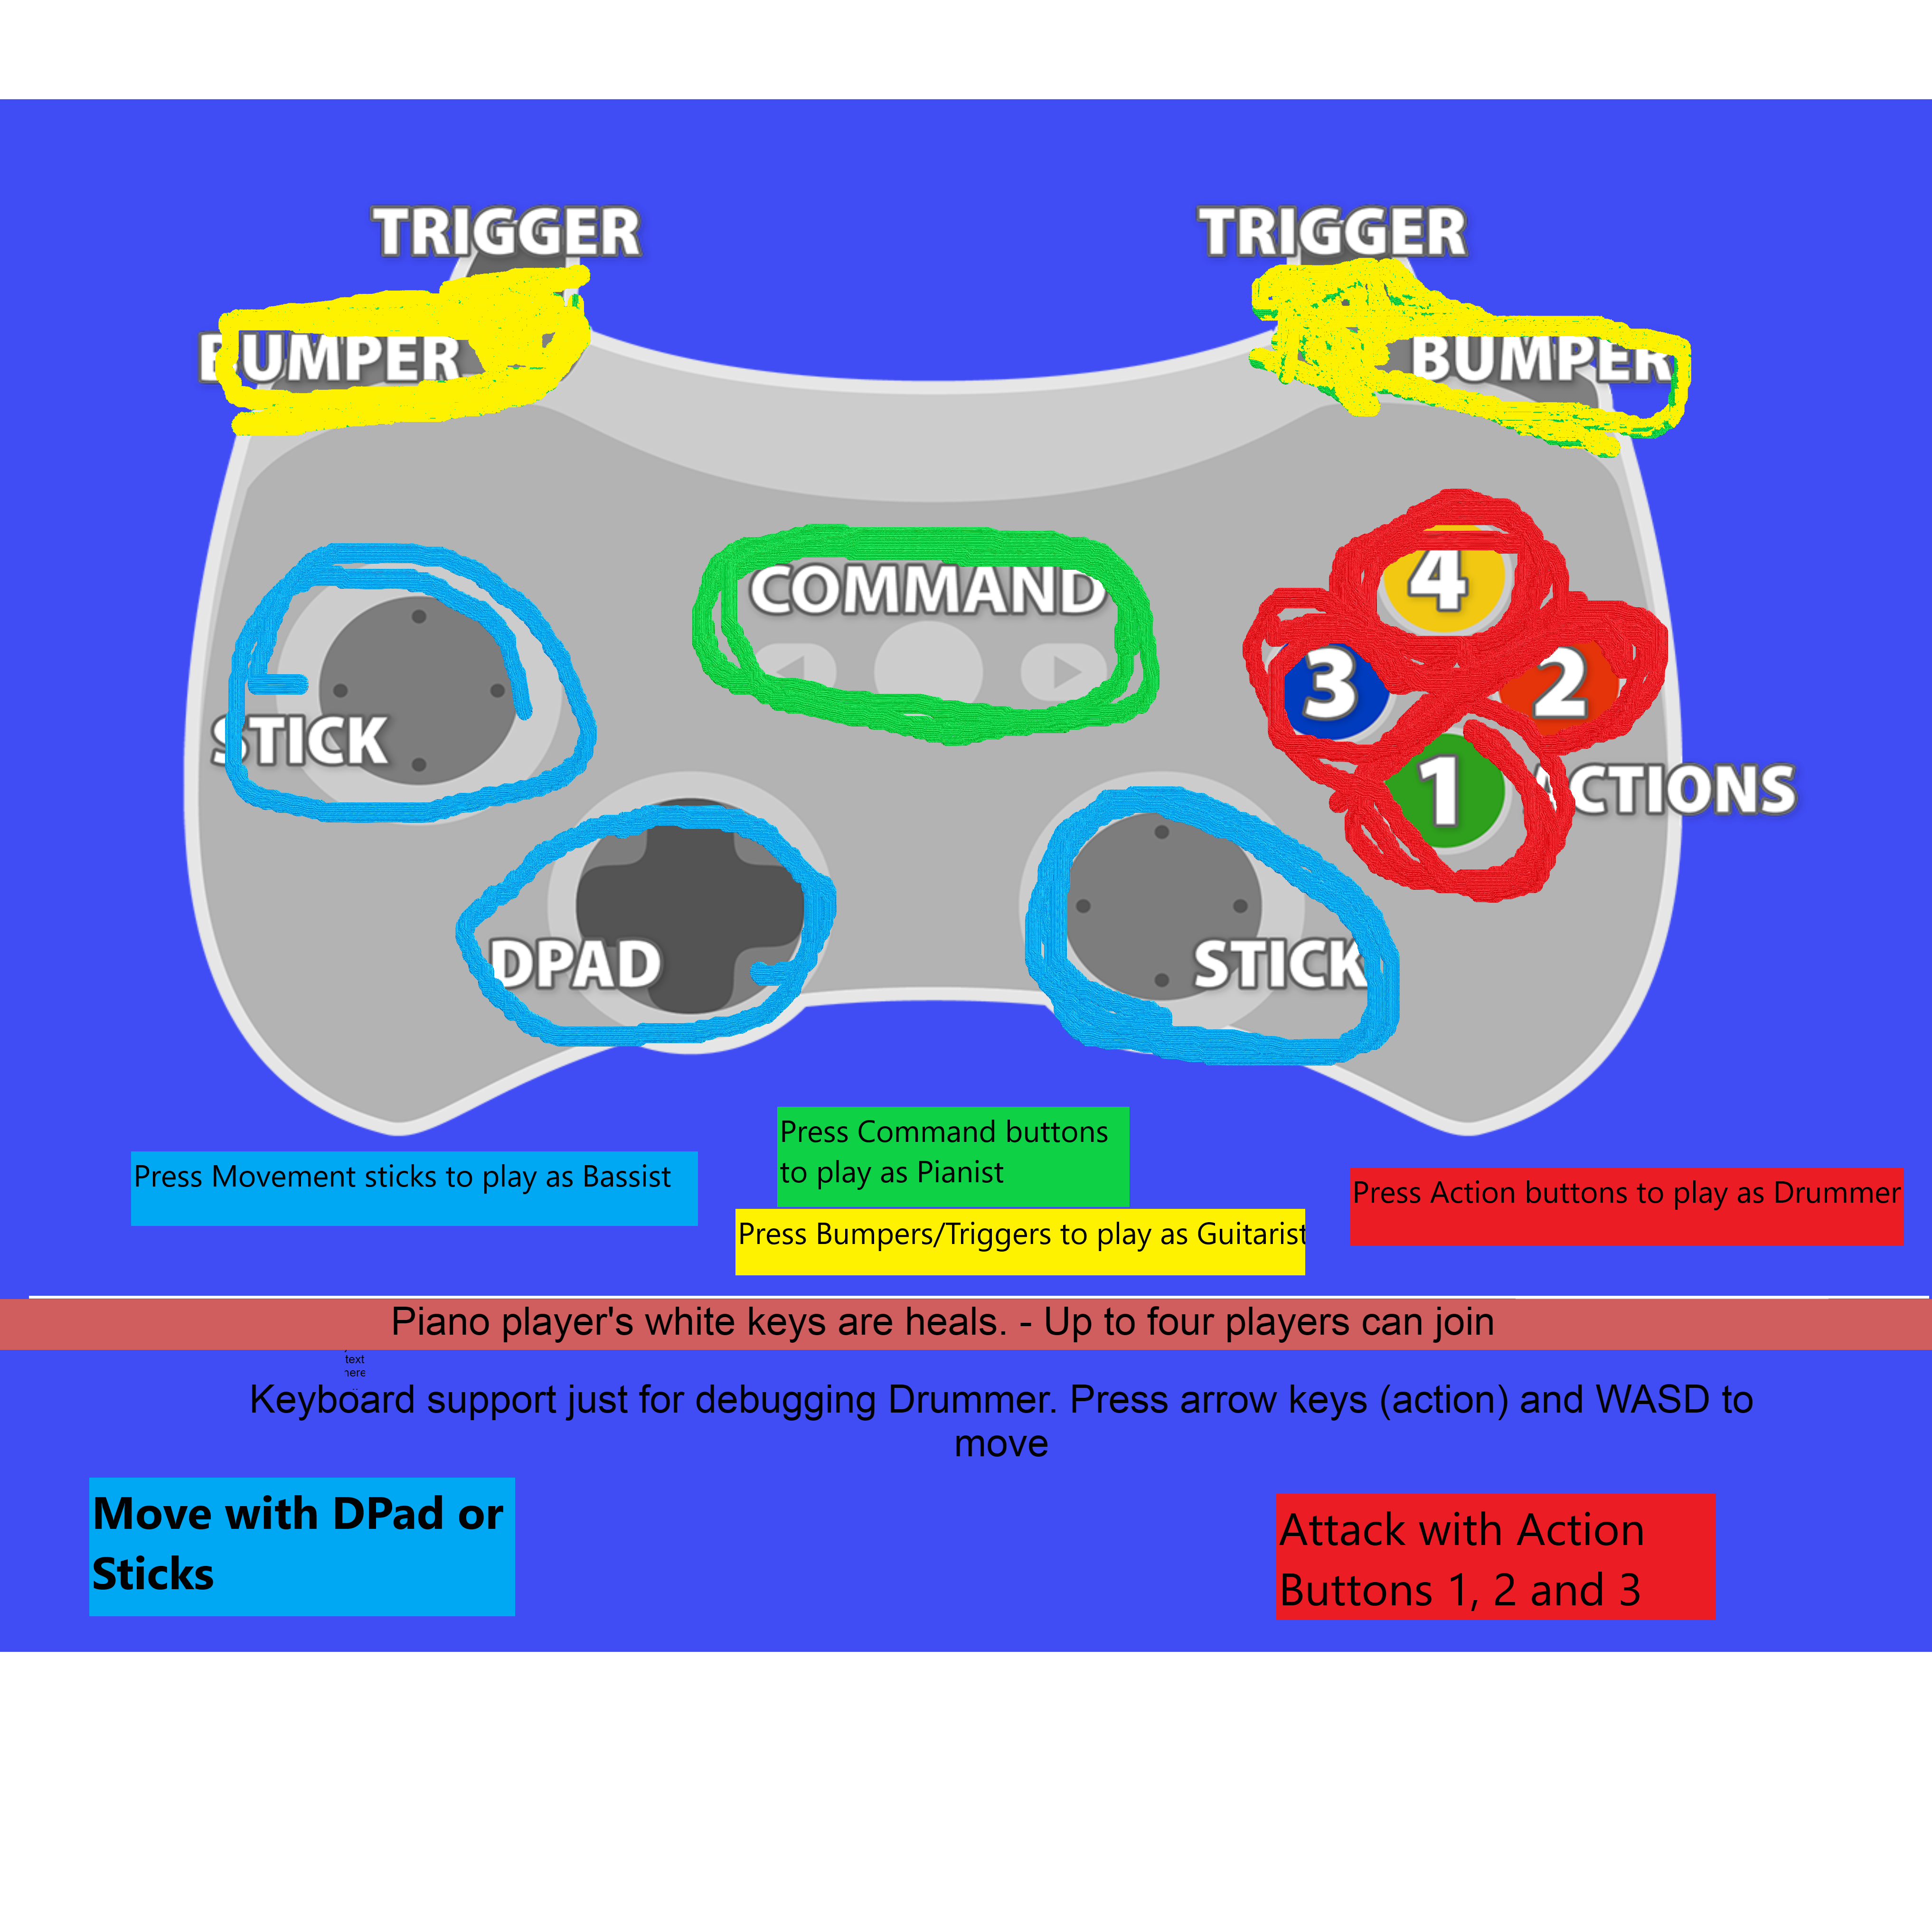 TRIGGER TRIGGER
BUMPER BUMPER
COMMAND
4
3 2
STICK
1 ACTIONS
DPAD STICK
Press Command buttons
to play as Pianist
Press Movement sticks to play as Bassist
Press Action buttons to play as Drummer
Press Bumpers/Triggers to play as Guitarist
Piano player's white keys are heals. - Up to four players can join
text
here
Keyboard support just for debugging Drummer. Press arrow keys (action) and WASD to
move
Move with DPad or
Sticks
Attack with Action
Buttons 1, 2 and 3